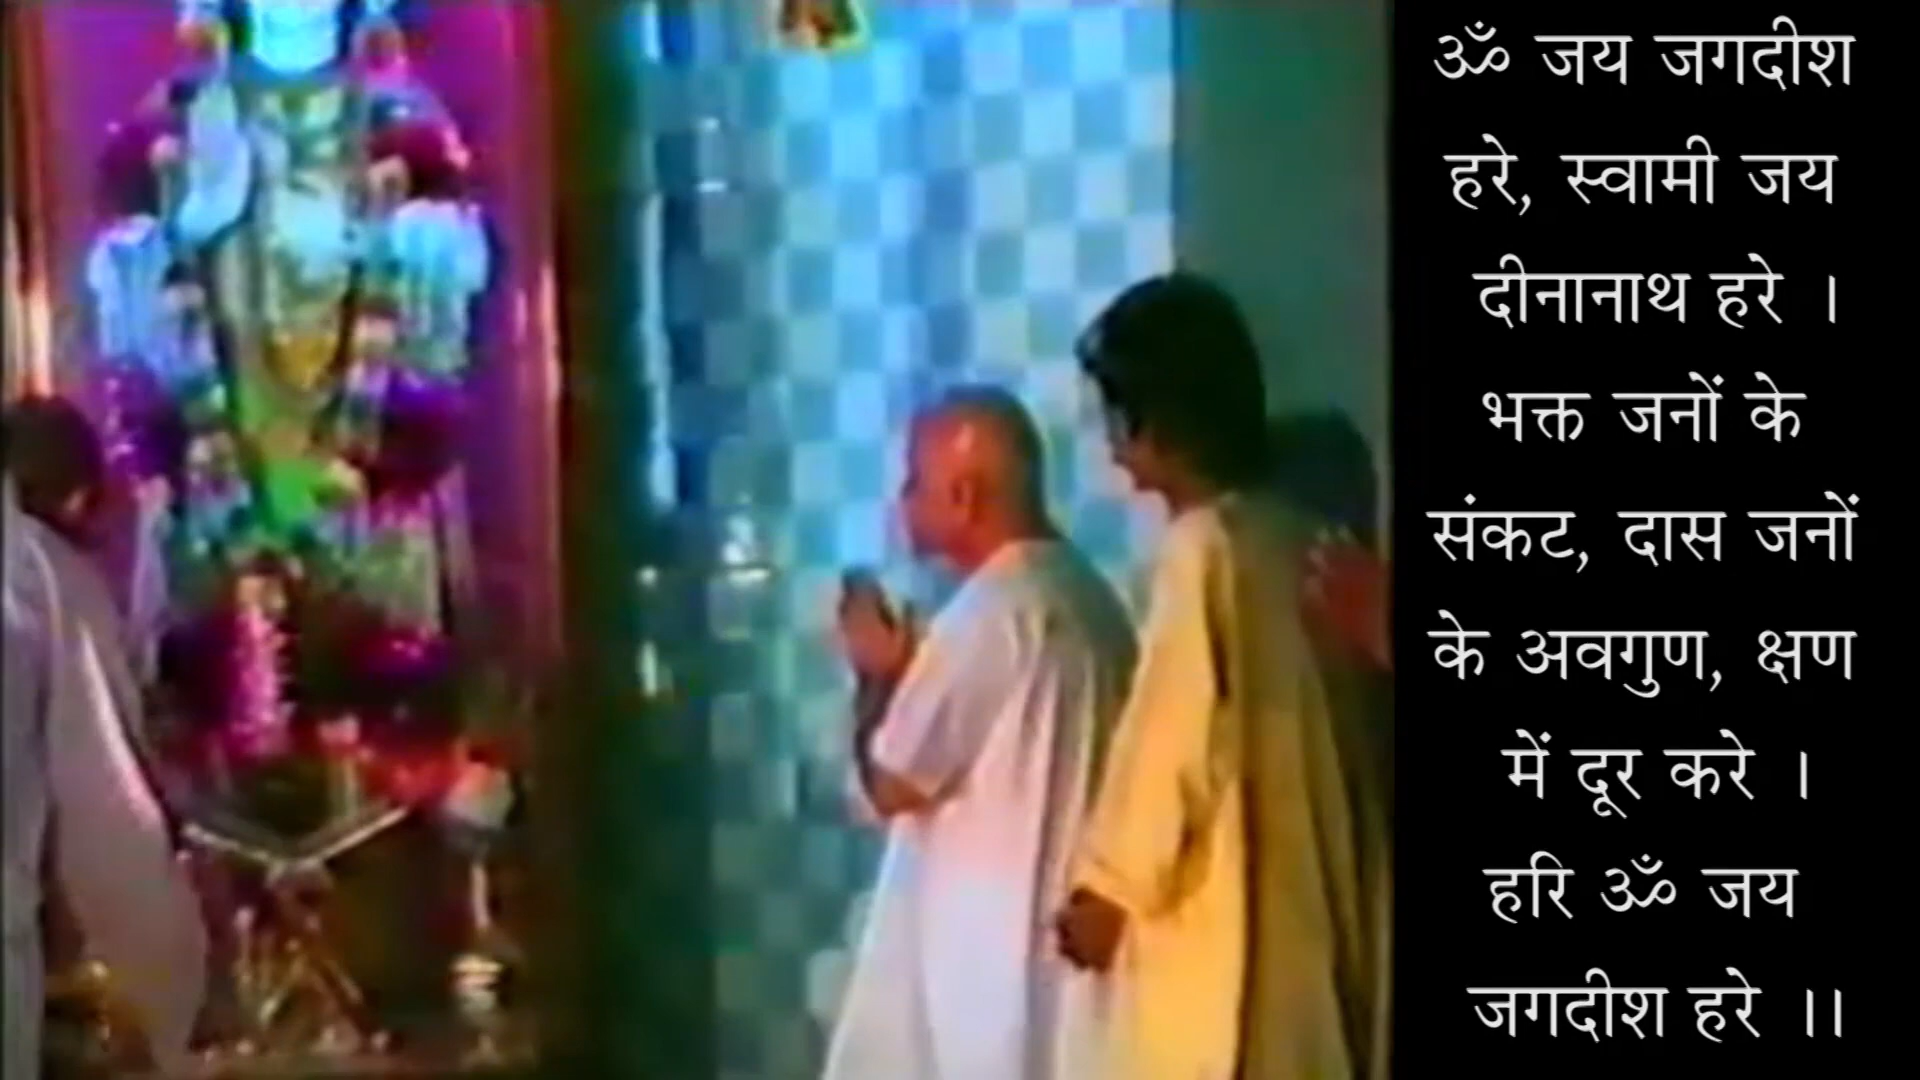 ॐ जय जगदीश
हरे, स्वामी जय
दीनानाथ हरे ।
भक्त जनों के
संकट, दास जनों
के अवगुण, क्षण
में दूर करे ।
हरि ॐ जय
जगदीश हरे ।।